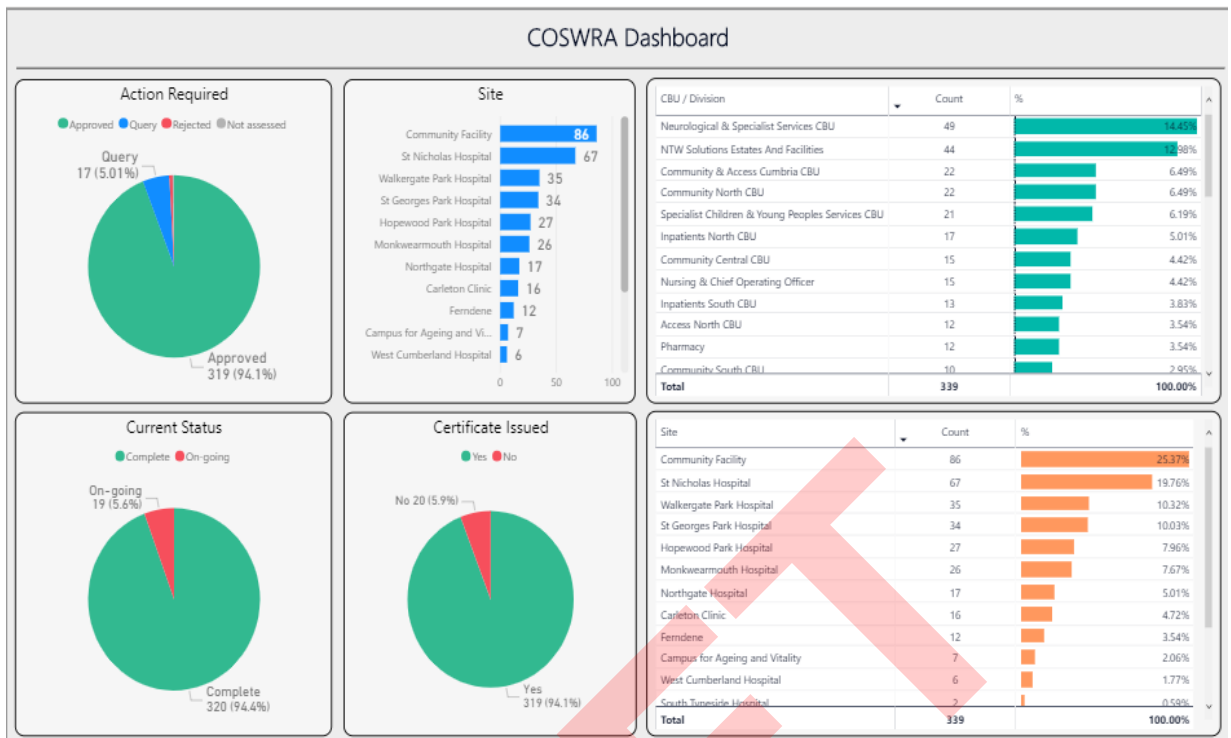 COSWRA Dashboard
Action Required
Approved Query Rejected Not assessed
Query
17 (5.01%)
Approved
319 (94.1%)
Site
Community Facility 86
St Nicholas Hospital 67
Walkergate Park Hospital 35
St Georges Park Hospital 34
Hopewood Park Hospital 27
Monkwearmouth Hospital 26
Northgate Hospital 17
Carleton Clinic 16
Ferndene 12
Campus for Ageing and Vi... 7
West Cumberland Hospital 6
0 50 100
CBU / Division Count %
Neurological & Specialist Services CBU 49 14.45%
NTW Solutions Estates And Facilities 44 12.98%
Community & Access Cumbria CBU 22 6.49%
Community North CBU 22 6.49%
Specialist Children & Young Peoples Services CBU 21 6.19%
Inpatients North CBU 17 5.01%
Community Central CBU 15 4.42%
Nursing & Chief Operating Officer 15 4.42%
Inpatients South CBU 13 3.83%
Access North CBU 12 3.54%
Pharmacy 12 3.54%
Community South CBU 10 2.95%
Total 339 100.00%
Current Status
Complete On-going
On-going
19 (5.6%)
Complete
320 (94.4%)
Certificate Issued
Yes No
No 20 (5.9%)
Yes
319 (94.1%)
Site Count %
Community Facility 86 25.37%
St Nicholas Hospital 67 19.76%
Walkergate Park Hospital 35 10.32%
St Georges Park Hospital 34 10.03%
Hopewood Park Hospital 27 7.96%
Monkwearmouth Hospital 26 7.67%
Northgate Hospital 17 5.01%
Carleton Clinic 16 4.72%
Ferndene 12 3.54%
Campus for Ageing and Vitality 7 2.06%
West Cumberland Hospital 6 1.77%
South Tyneside Hospital 2 0.59%
Total 339 100.00%